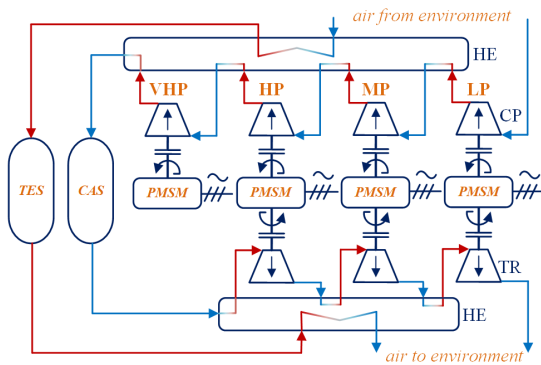 air from environment
HE
VHP HP MP LP
CP
TES CAS PMSM ~ PMSM ~ PMSM ~ PMSM ~
TR
HE
air to environment